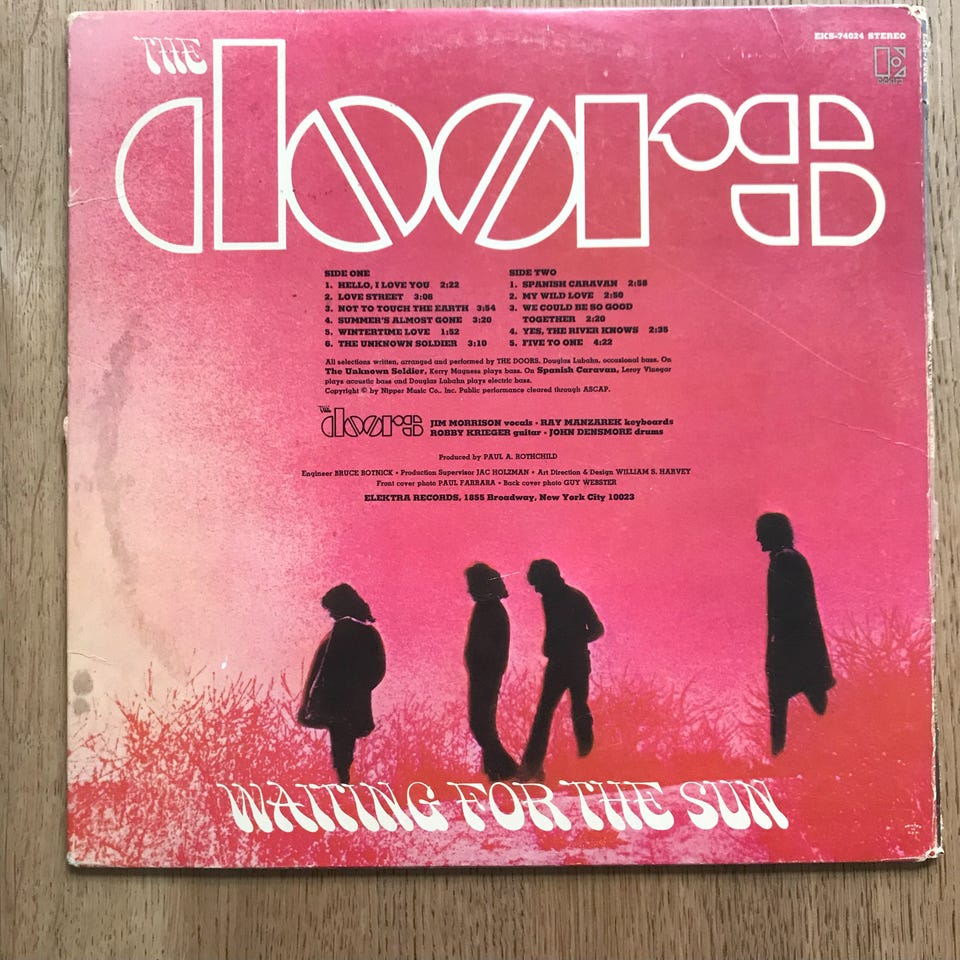 EKS-74024 STEREO
THE
doors
SIDE ONE
1. HELLO, I LOVE YOU 2:22
2. LOVE STREET 3:06
3. NOT TO TOUCH THE EARTH 3:54
4. SUMMER'S ALMOST GONE 3:20
5. WINTERTIME LOVE 1:52
6. THE UNKNOWN SOLDIER 3:10
SIDE TWO
1. SPANISH CARAVAN 2:58
2. MY WILD LOVE 2:50
3. WE COULD BE SO GOOD
TOGETHER 2:20
4. YES, THE RIVER KNOWS 2:35
5. FIVE TO ONE 4:22
All selections written, arranged and performed by THE DOORS. Douglas Lubahn, occasional bass. On
The Unknown Soldier, Kerry Magness plays bass. On Spanish Caravan, Leroy Vinegar
plays acoustic bass and Douglas Lubahn plays electric bass.
Copyright © by Nipper Music Co., Inc. Public performance cleared through ASCAP.
THE
doors
JIM MORRISON vocals • RAY MANZAREK keyboards
ROBBY KRIEGER guitar • JOHN DENSMORE drums
Produced by PAUL A. ROTHCHILD
Engineer BRUCE BOTNICK • Production Supervisor JAC HOLZMAN • Art Direction & Design WILLIAM S. HARVEY
Front cover photo PAUL FARRARA • Back cover photo GUY WEBSTER
ELEKTRA RECORDS, 1855 Broadway, New York City 10023
WAITING FOR THE SUN